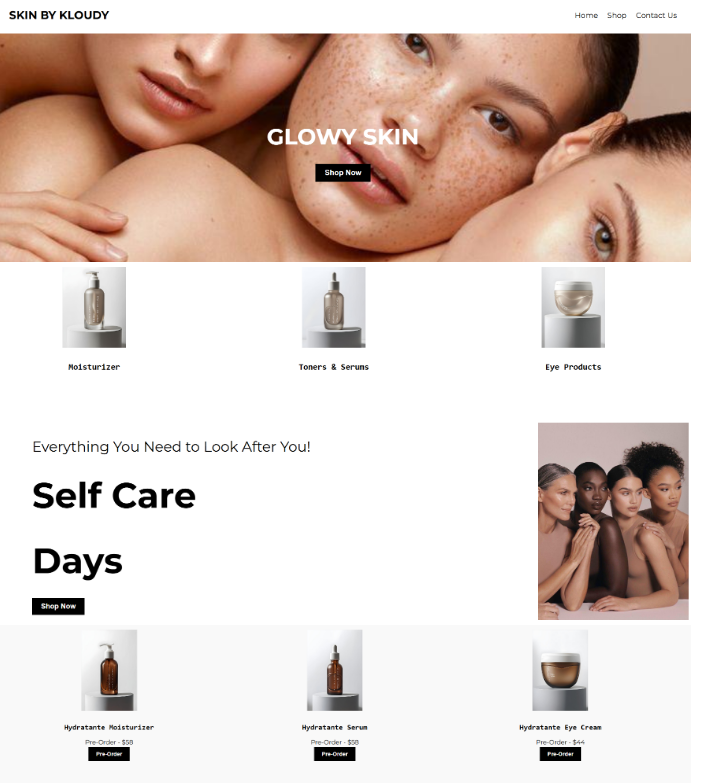 SKIN BY KLOUDY
Home Shop Contact Us
GLOWY SKIN
Shop Now
Moisturizer
Toners & Serums
Eye Products
Everything You Need to Look After You!
Self Care
Days
Shop Now
Hydratante Moisturizer
Pre-Order - $58
Pre-Order
Hydratante Serum
Pre-Order - $58
Pre-Order
Hydratante Eye Cream
Pre-Order - $44
Pre-Order